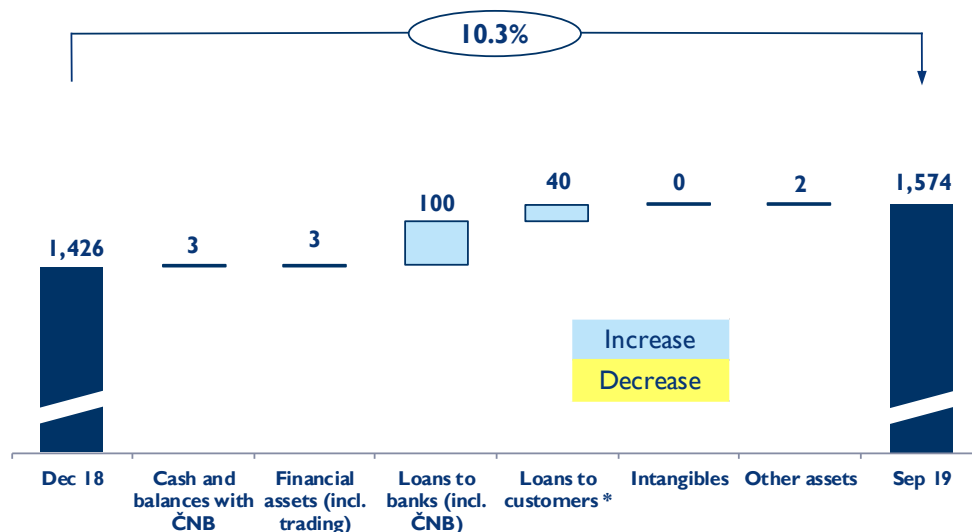 10.3%
1,426
3
3
100
40
0
2
1,574
Increase
Decrease
Dec 18
Cash and
balances with
ČNB
Financial
assets (incl.
trading)
Loans to
banks (incl.
ČNB)
Loans to
customers *
Intangibles
Other assets
Sep 19